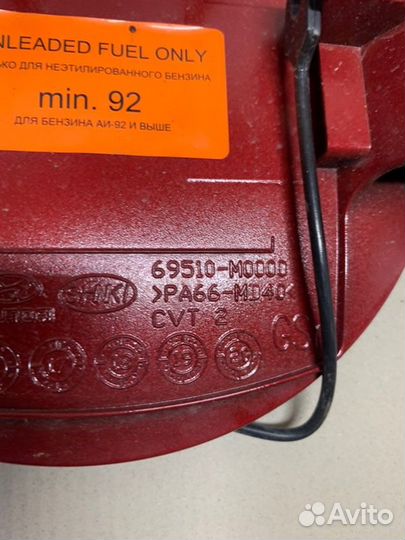 NLEADED FUEL ONLY
ЬКО ДЛЯ НЕЭТИЛИРОВАННОГО БЕНЗИНА
min. 92
ДЛЯ БЕНЗИНА АИ-92 И ВЫШЕ
69510-M0000
>PA66-MD40<
CVT 2
CS
Avito